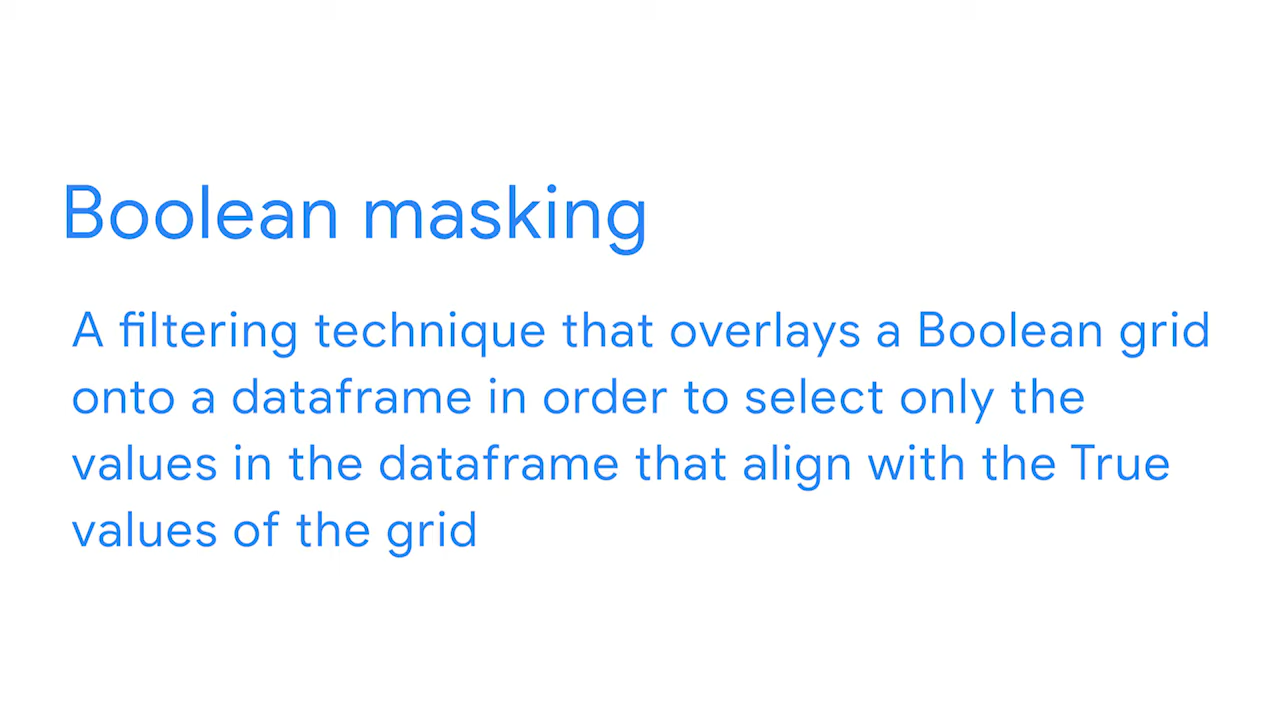 Boolean masking
A filtering technique that overlays a Boolean grid
onto a dataframe in order to select only the
values in the dataframe that align with the True
values of the grid